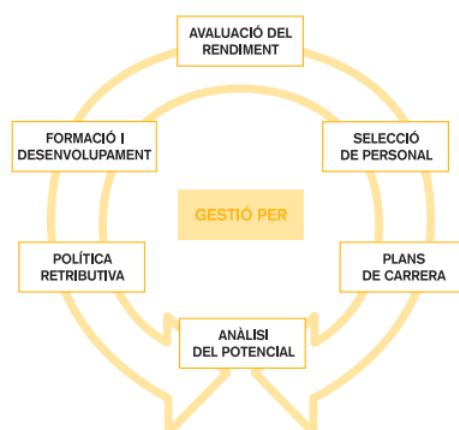 AVALUACIÓ DEL
RENDIMENT
FORMACIÓ I
DESENVOLUPAMENT
SELECCIÓ
DE PERSONAL
GESTIÓ PER
POLÍTICA
RETRIBUTIVA
PLANS
DE CARRERA
ANÀLISI
DEL POTENCIAL